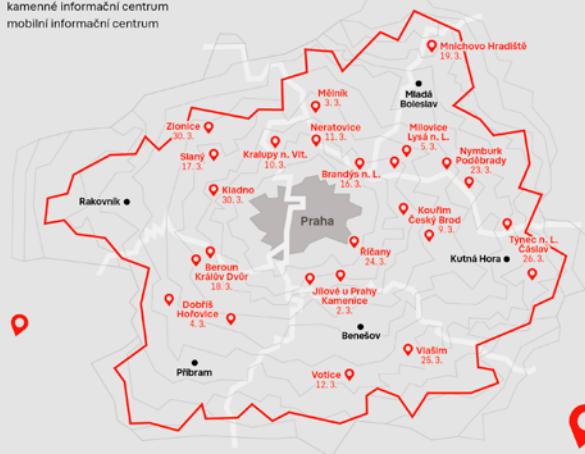 kamenné informační centrum
mobilní informační centrum
Mnichovo Hradiště
19. 3.
Mladá
Boleslav
Mělník
3. 3.
Zlonice
30. 3.
Neratovice
11. 3.
Milovice
Lysá n. L.
5. 3.
Slaný
17. 3.
Kralupy n. Vlt.
10. 3.
Nymburk
Poděbrady
23. 3.
Brandýs n. L.
16. 3.
Kladno
30. 3.
Rakovník
Praha
Kouřim
Český Brod
9. 3.
Týnec n. L.
Čáslav
26. 3.
Říčany
24. 3.
Kutná Hora
Beroun
Králův Dvůr
18. 3.
Jílové u Prahy
Kamenice
2. 3.
Dobříš
Hořovice
4. 3.
Benešov
Vlašim
25. 3.
Příbram
Votice
12. 3.